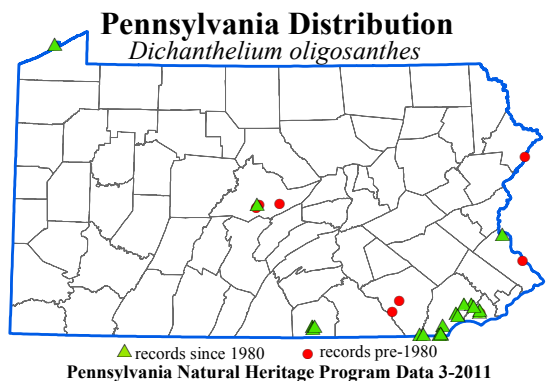 Pennsylvania Distribution
Dichanthelium oligosanthes
records since 1980 records pre-1980
Pennsylvania Natural Heritage Program Data 3-2011